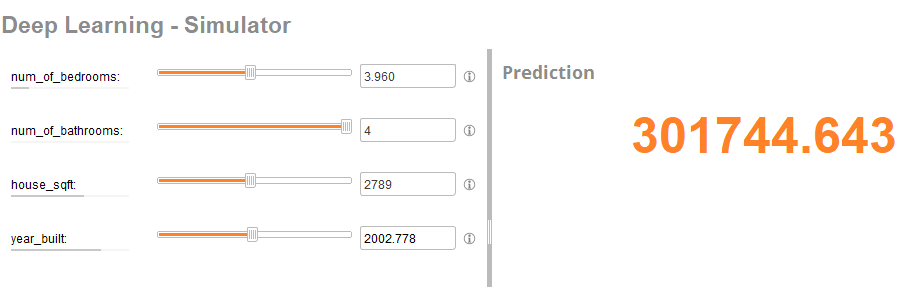 Deep Learning - Simulator
num_of_bedrooms: 3.960
num_of_bathrooms: 4
house_sqft: 2789
year_built: 2002.778
Prediction
301744.643